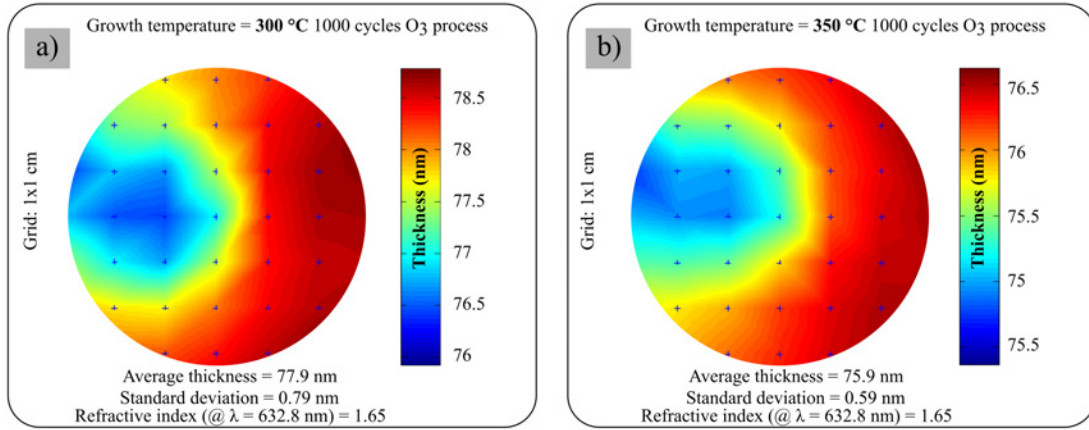 Growth temperature = 300 °C 1000 cycles O3 process
a)
Grid: 1x1 cm
Thickness (nm)
78.5
78
77.5
77
76.5
76
Average thickness = 77.9 nm
Standard deviation = 0.79 nm
Refractive index (@ λ = 632.8 nm) = 1.65
Growth temperature = 350 °C 1000 cycles O3 process
b)
Grid: 1x1 cm
Thickness (nm)
76.5
76
75.5
75
75.5
Average thickness = 75.9 nm
Standard deviation = 0.59 nm
Refractive index (@ λ = 632.8 nm) = 1.65